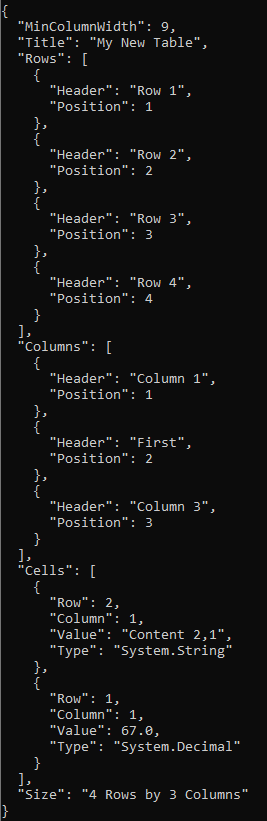 {
  "MinColumnWidth": 9,
  "Title": "My New Table",
  "Rows": [
    {
      "Header": "Row 1",
      "Position": 1
    },
    {
      "Header": "Row 2",
      "Position": 2
    },
    {
      "Header": "Row 3",
      "Position": 3
    },
    {
      "Header": "Row 4",
      "Position": 4
    }
  ],
  "Columns": [
    {
      "Header": "Column 1",
      "Position": 1
    },
    {
      "Header": "First",
      "Position": 2
    },
    {
      "Header": "Column 3",
      "Position": 3
    }
  ],
  "Cells": [
    {
      "Row": 2,
      "Column": 1,
      "Value": "Content 2,1",
      "Type": "System.String"
    },
    {
      "Row": 1,
      "Column": 1,
      "Value": 67.0,
      "Type": "System.Decimal"
    }
  ],
  "Size": "4 Rows by 3 Columns"
}